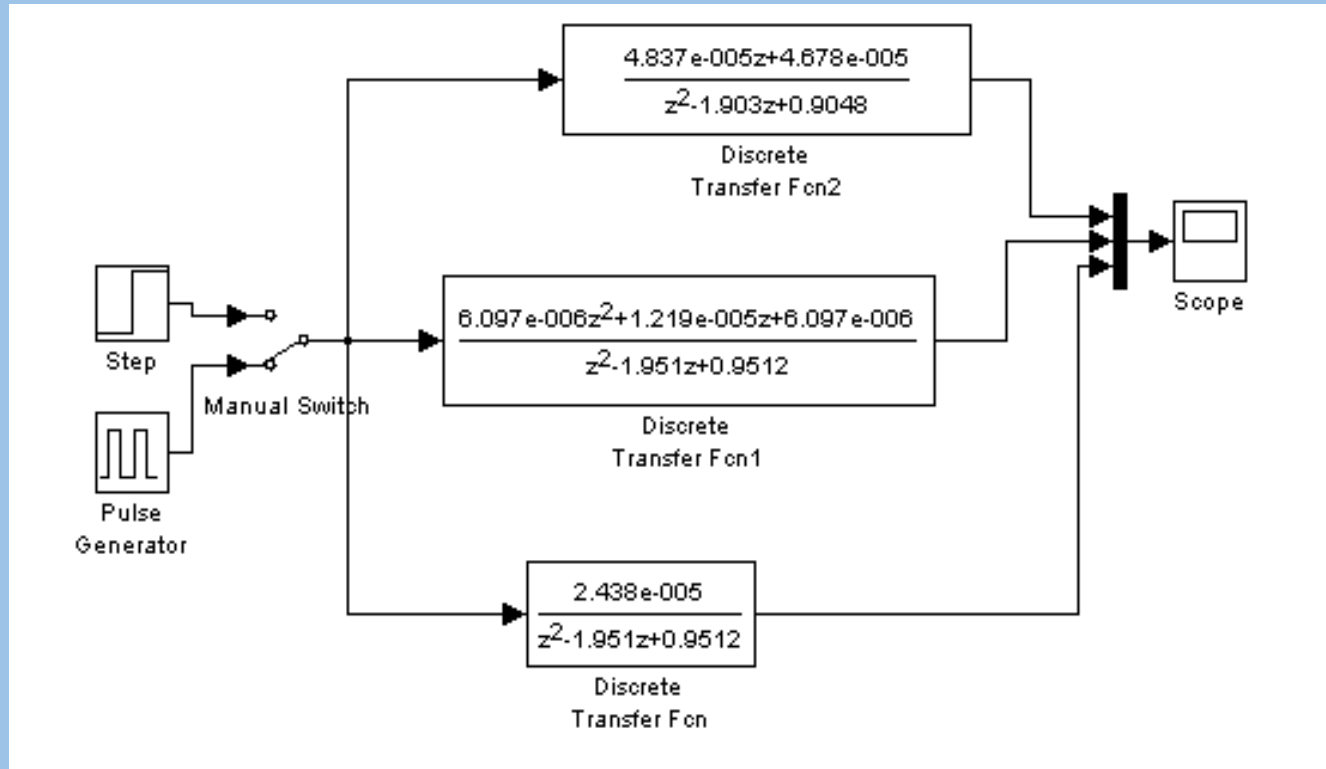 4.837e-005z+4.678e-005
z2-1.903z+0.9048
Discrete
Transfer Fcn2
Step
Manual Switch
Pulse
Generator
6.097e-006z2+1.219e-005z+6.097e-006
z2-1.951z+0.9512
Discrete
Transfer Fcn1
Scope
2.438e-005
z2-1.951z+0.9512
Discrete
Transfer Fcn